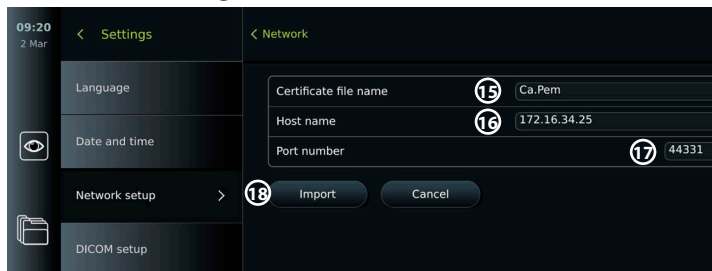 09:20
2 Mar
Settings
Network
Language
Date and time
Network setup
DICOM setup
Certificate file name 15 Ca.Pem
Host name 16 172.16.34.25
Port number 17 44331
18 Import Cancel